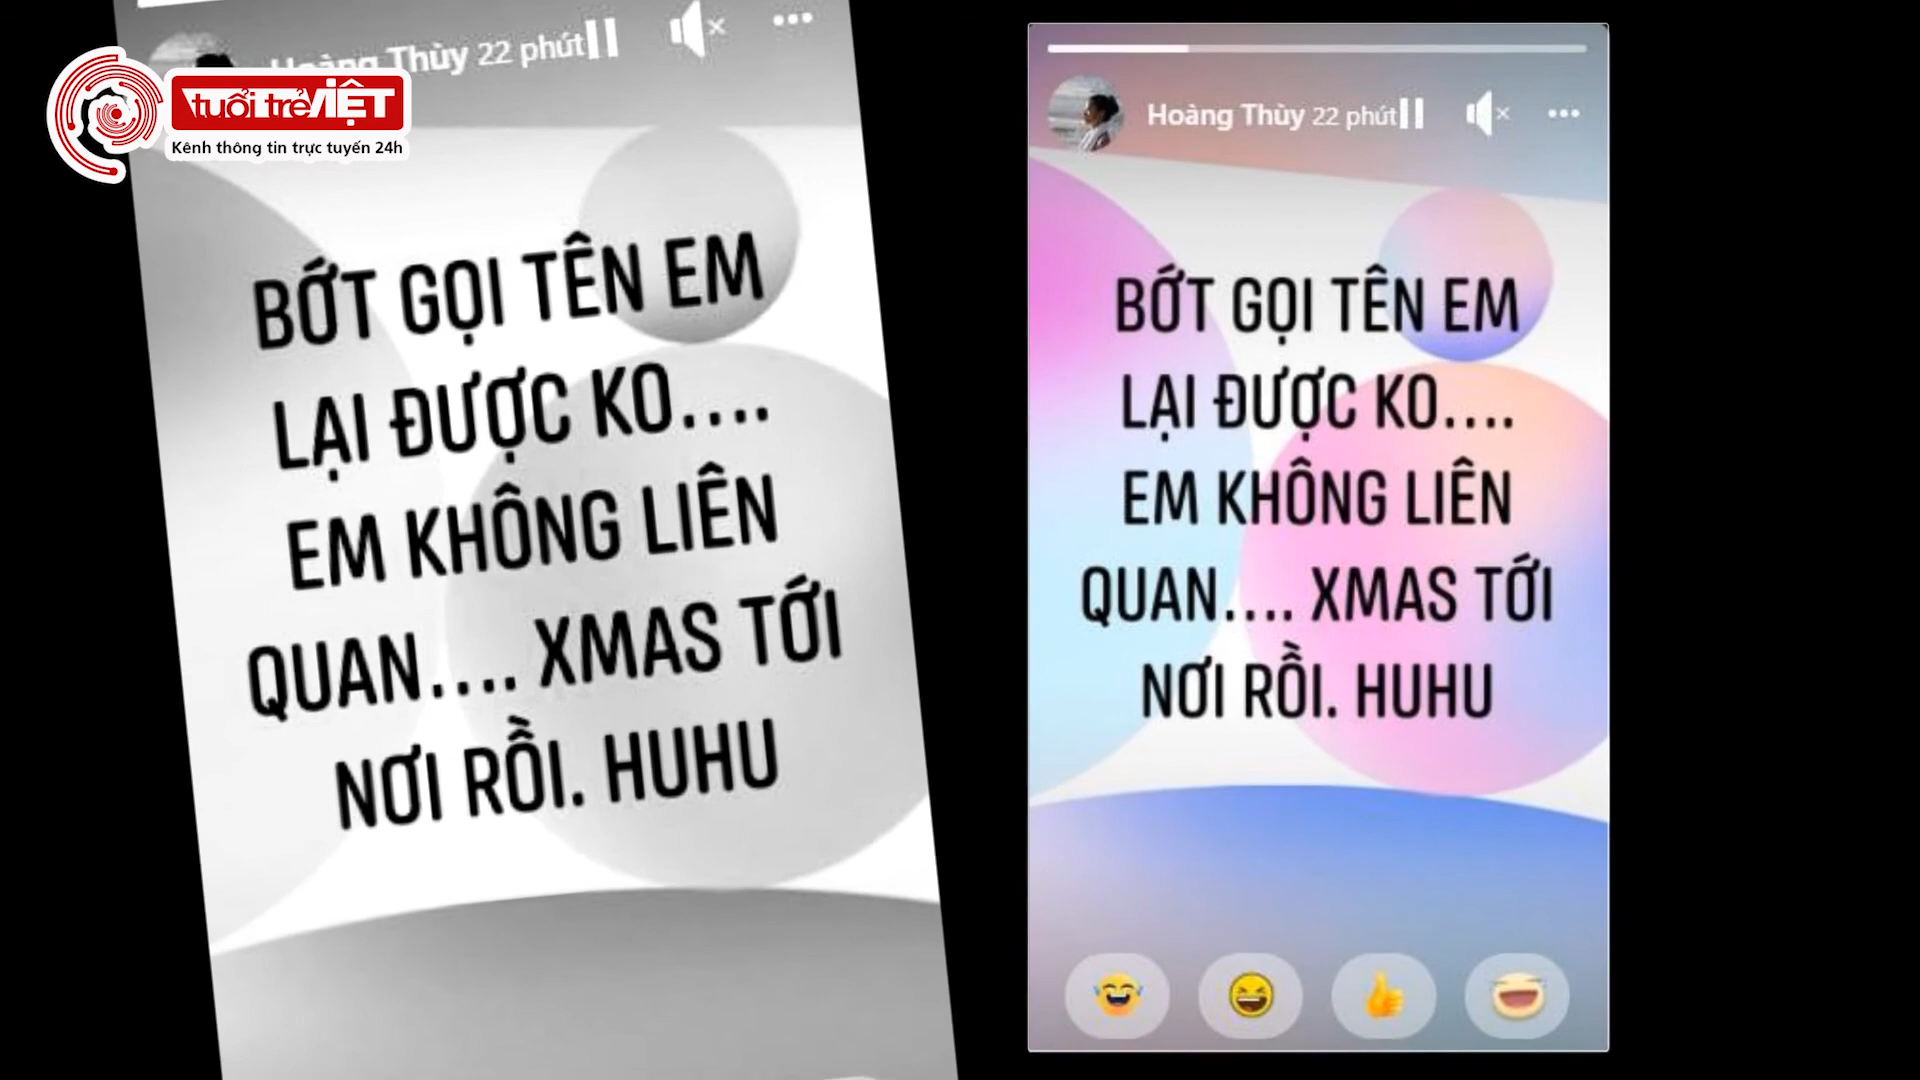 tuổi trẻ VIỆT
Kênh thông tin trực tuyến 24h
Hoàng Thùy 22 phút
BỚT GỌI TÊN EM
LẠI ĐƯỢC KO....
EM KHÔNG LIÊN
QUAN.... XMAS TỚI
NƠI RỒI. HUHU
Hoàng Thùy 22 phút
BỚT GỌI TÊN EM
LẠI ĐƯỢC KO....
EM KHÔNG LIÊN
QUAN.... XMAS TỚI
NƠI RỒI. HUHU